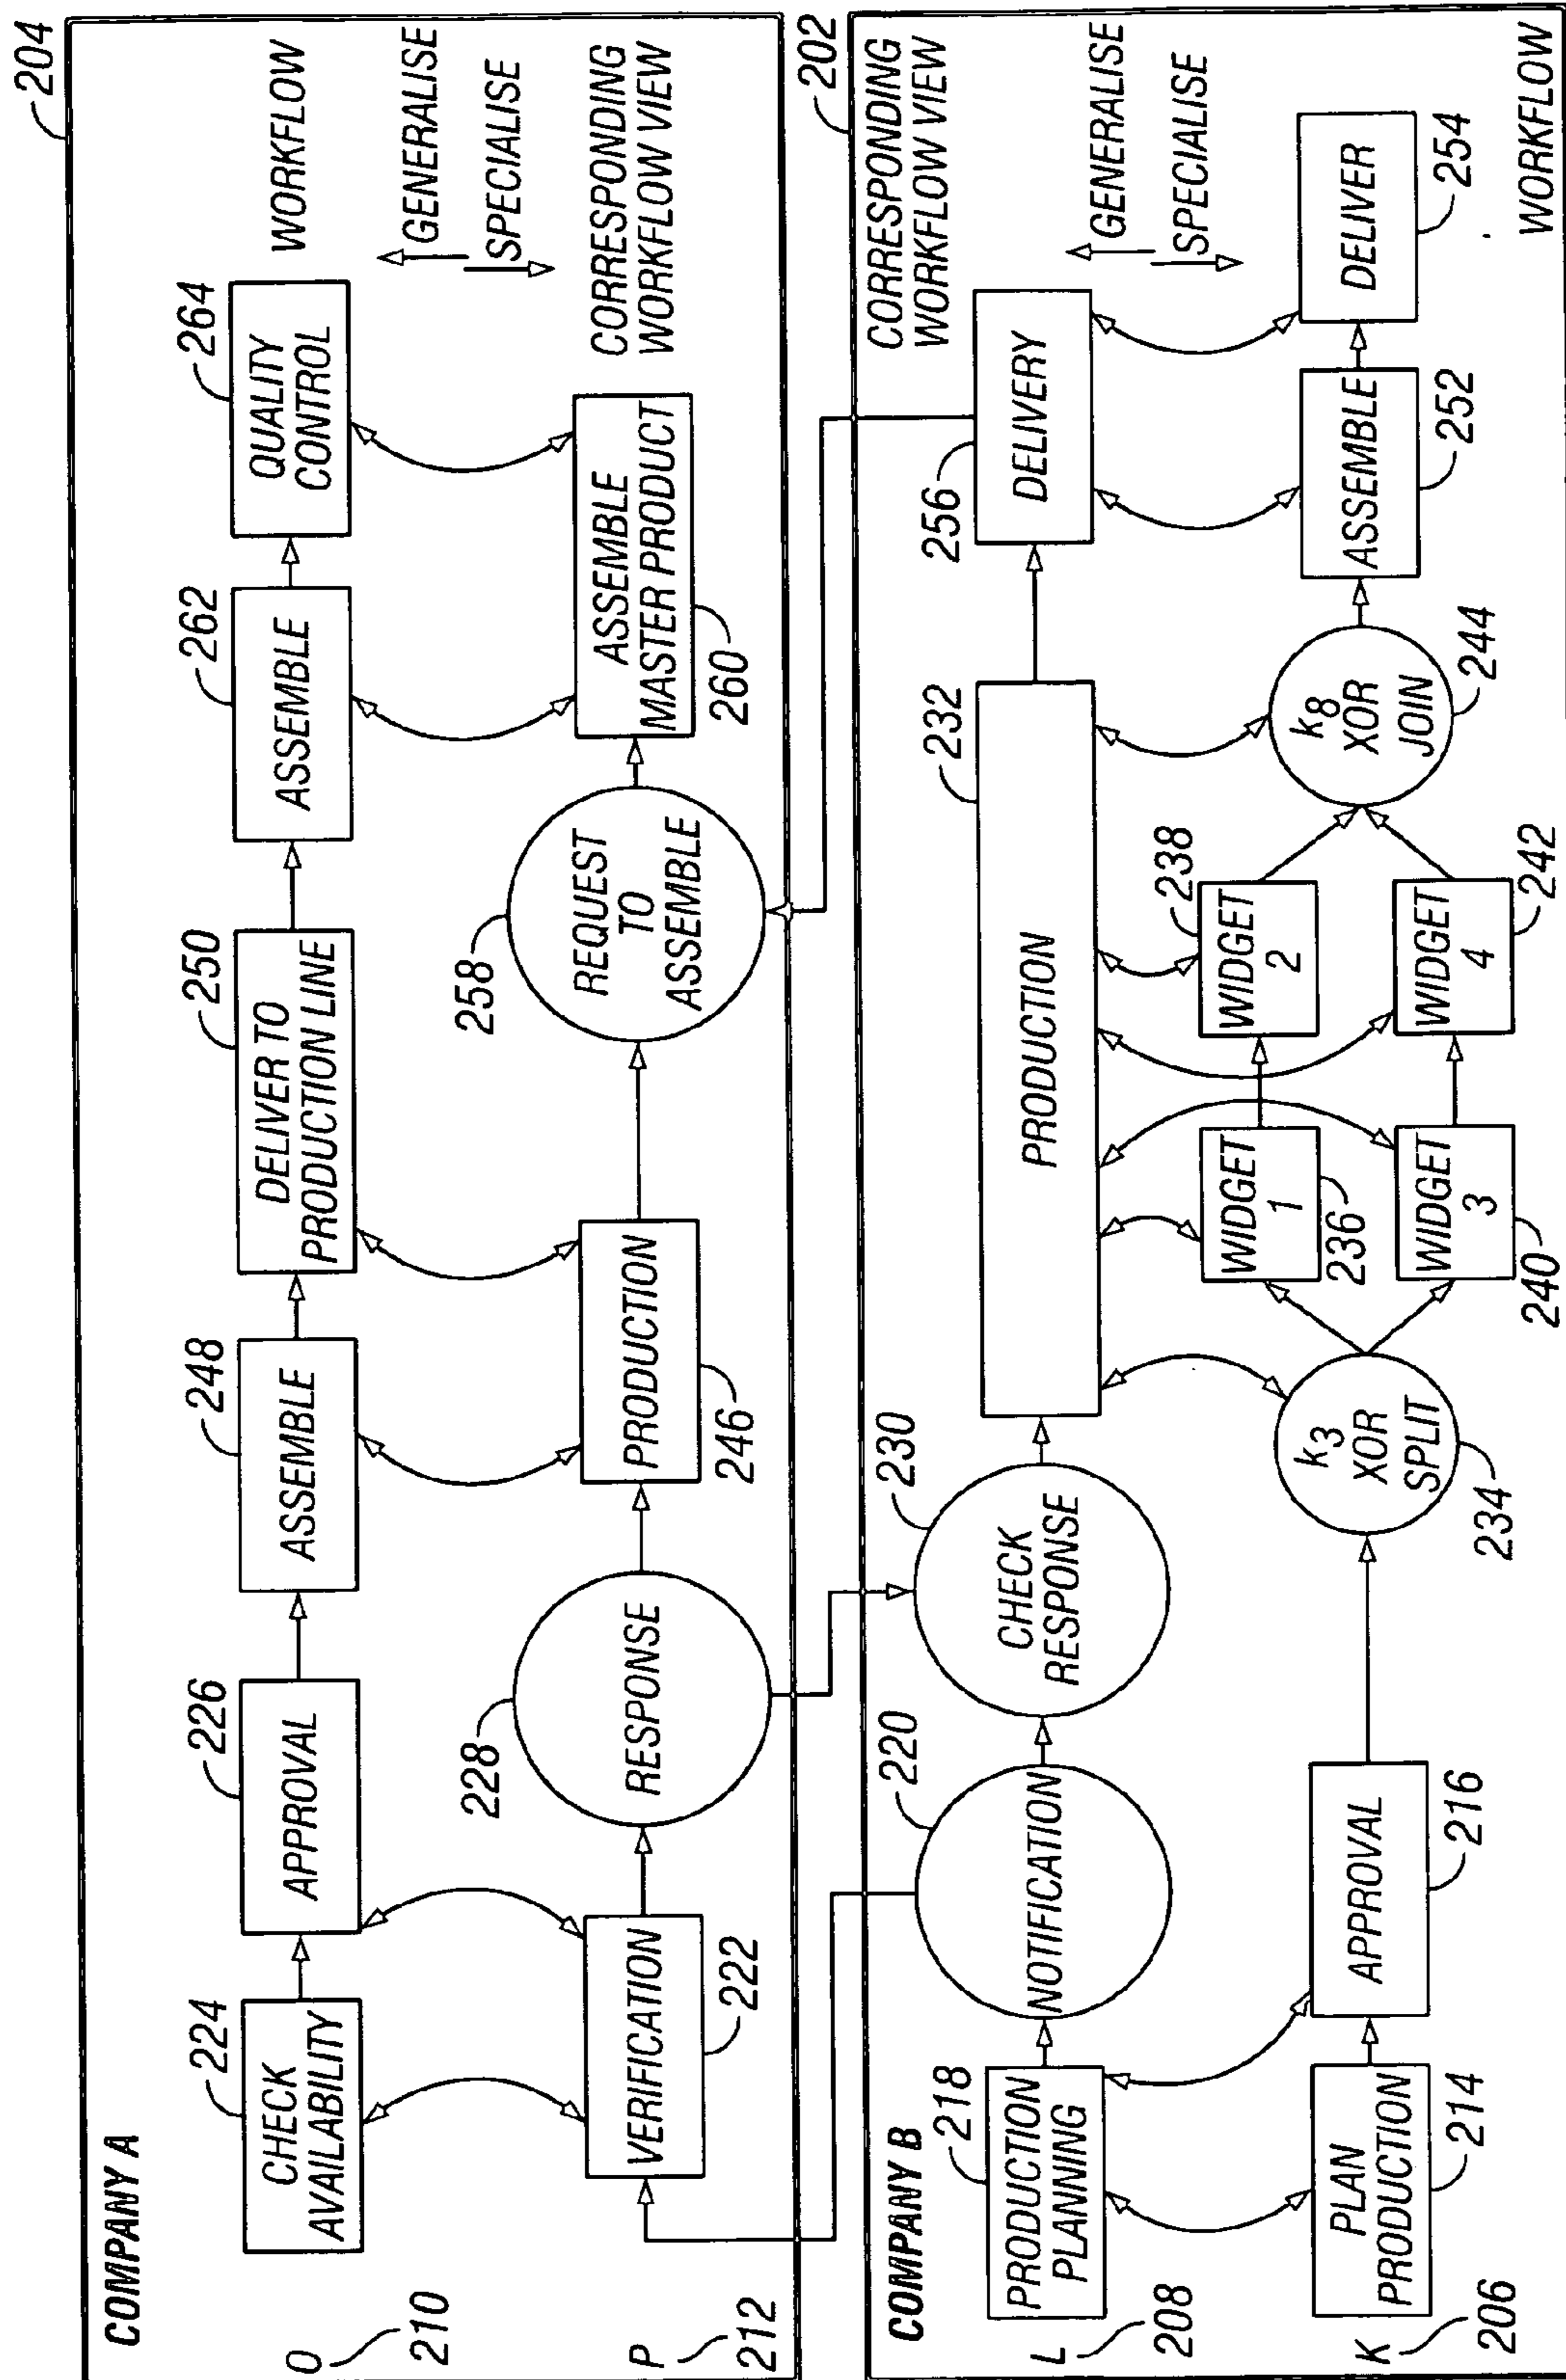 204
COMPANY A
O
210
CHECK
AVAILABILITY
224
APPROVAL
226
ASSEMBLE
248
DELIVER TO
PRODUCTION LINE
250
ASSEMBLE
262
QUALITY
CONTROL
264
WORKFLOW
GENERALISE
SPECIALISE
CORRESPONDING
WORKFLOW VIEW
P
212
VERIFICATION
222
RESPONSE
228
PRODUCTION
246
REQUEST
TO
ASSEMBLE
258
ASSEMBLE
MASTER PRODUCT
260
202
COMPANY B
L
208
PRODUCTION
PLANNING
218
NOTIFICATION
220
CHECK
RESPONSE
230
PRODUCTION
232
DELIVERY
256
CORRESPONDING
WORKFLOW VIEW
GENERALISE
SPECIALISE
K
206
PLAN
PRODUCTION
214
APPROVAL
216
k3
XOR
SPLIT
234
WIDGET
1
236
WIDGET
2
238
WIDGET
3
240
WIDGET
4
242
k8
XOR
JOIN
244
ASSEMBLE
252
DELIVER
254
WORKFLOW